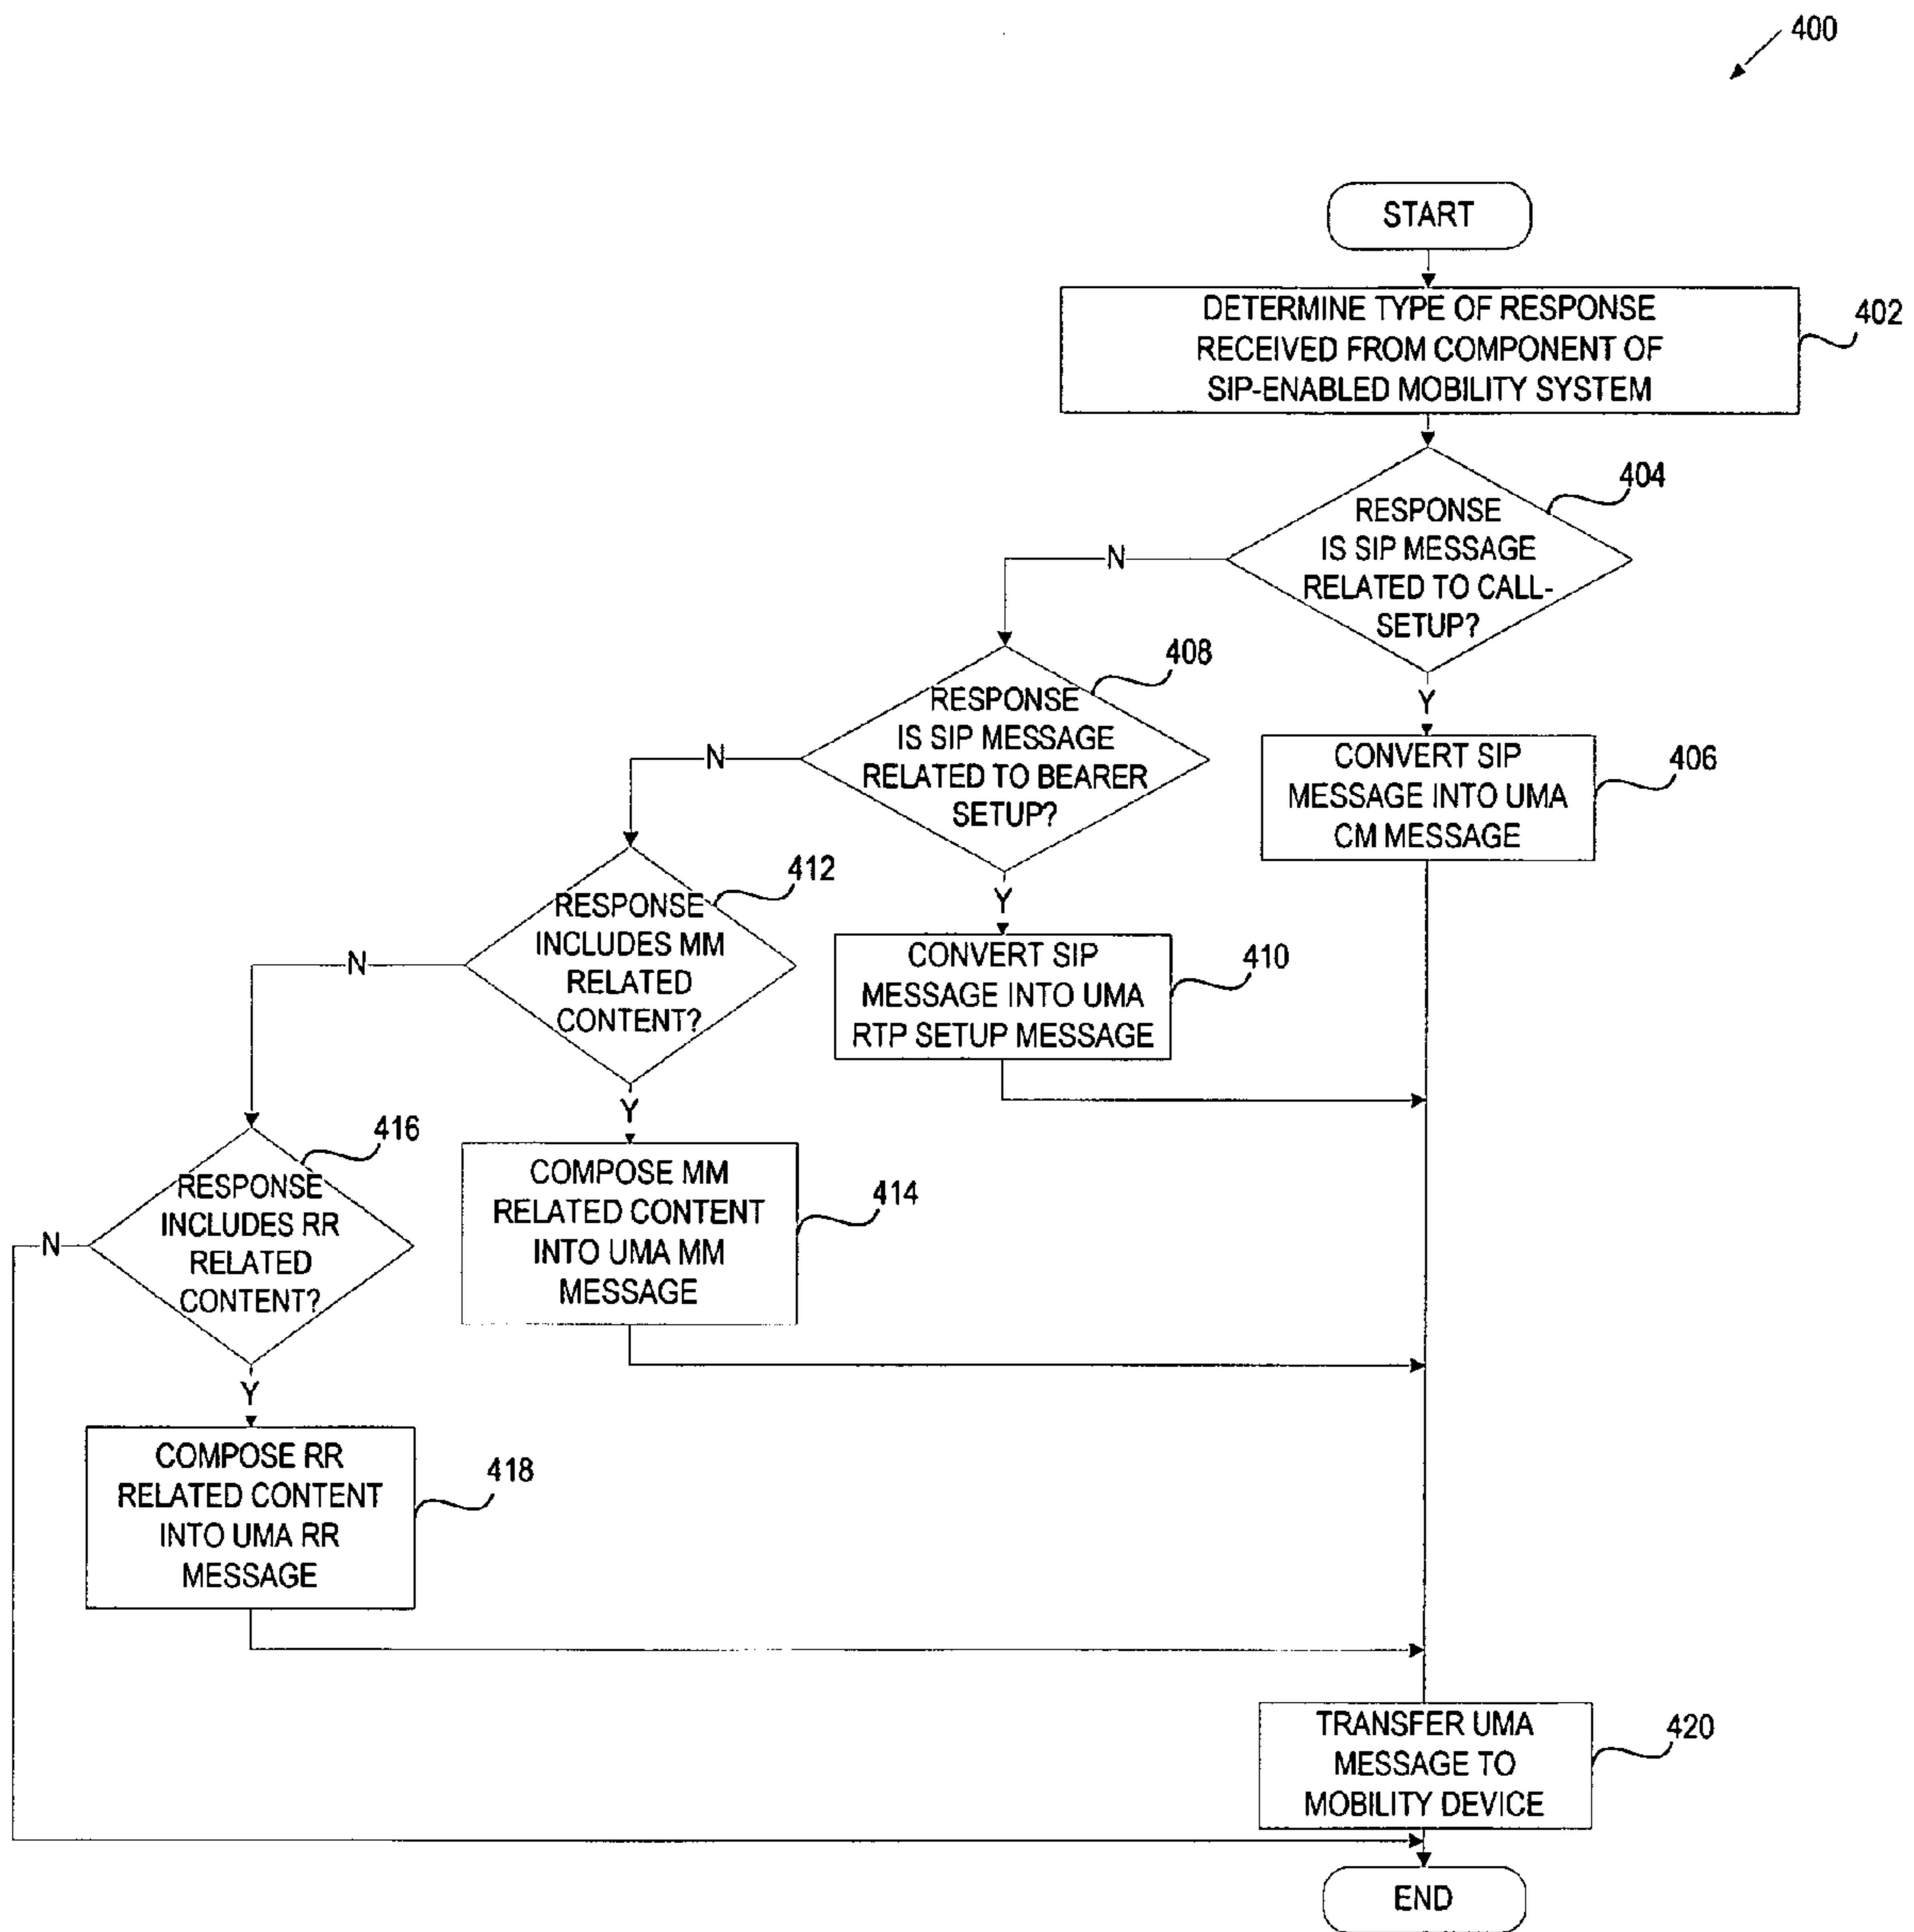 400
START
DETERMINE TYPE OF RESPONSE
RECEIVED FROM COMPONENT OF
SIP-ENABLED MOBILITY SYSTEM
402
RESPONSE
IS SIP MESSAGE
RELATED TO CALL-
SETUP?
404
N
Y
CONVERT SIP
MESSAGE INTO UMA
CM MESSAGE
406
RESPONSE
IS SIP MESSAGE
RELATED TO BEARER
SETUP?
408
N
Y
CONVERT SIP
MESSAGE INTO UMA
RTP SETUP MESSAGE
410
RESPONSE
INCLUDES MM
RELATED
CONTENT?
412
N
Y
COMPOSE MM
RELATED CONTENT
INTO UMA MM
MESSAGE
414
RESPONSE
INCLUDES RR
RELATED
CONTENT?
416
N
Y
COMPOSE RR
RELATED CONTENT
INTO UMA RR
MESSAGE
418
TRANSFER UMA
MESSAGE TO
MOBILITY DEVICE
420
END